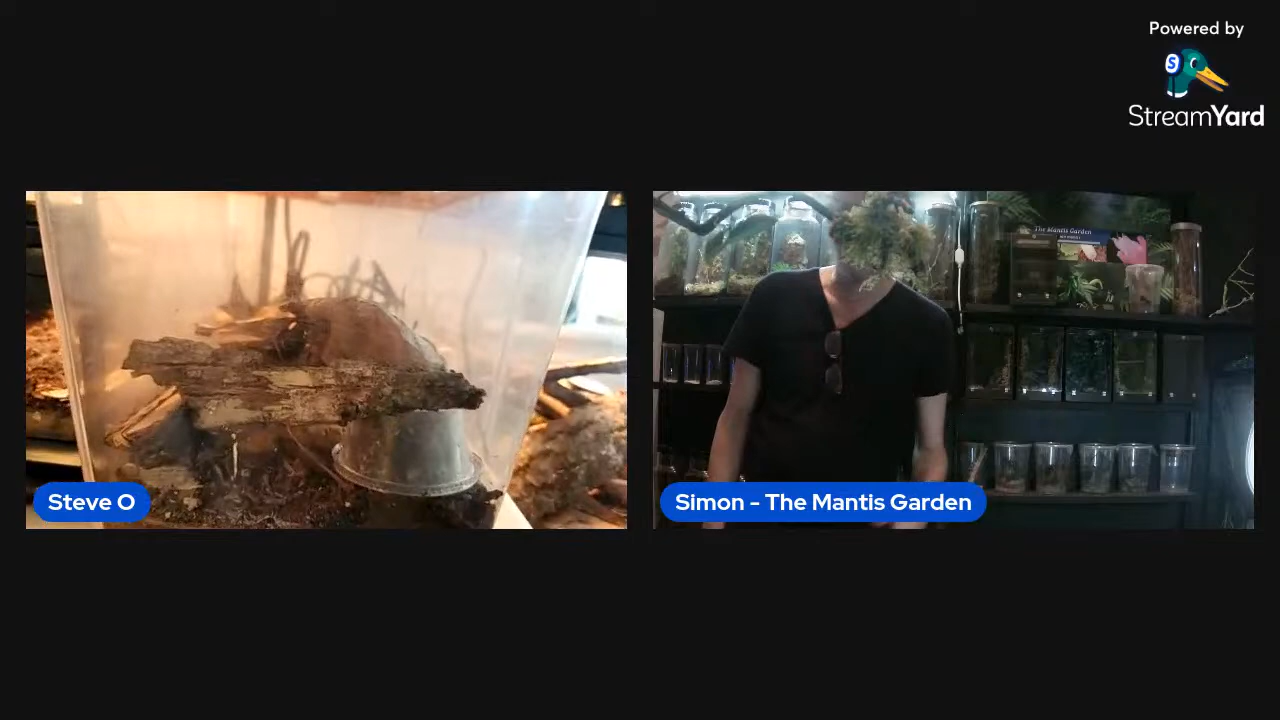 Powered by
S
StreamYard
The Mantis Garden
Steve O
Simon - The Mantis Garden